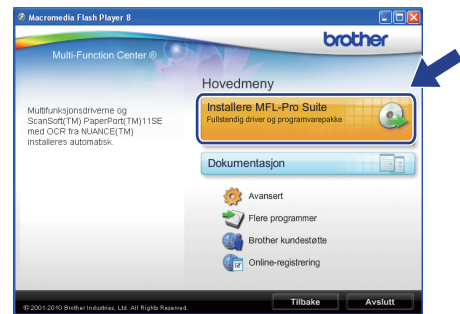 Macromedia Flash Player 8
brother
Multi-Function Center ®
Hovedmeny
Multifunksjonsdriverne og
ScanSoft(TM) PaperPort(TM)11SE
med OCR fra NUANCE(TM)
installeres automatisk.
Installere MFL-Pro Suite
Fullstendig driver og programvarepakke
Dokumentasjon
Avansert
Flere programmer
Brother kundestøtte
Online-registrering
© 2001-2010 Brother Industries, Ltd. All Rights Reserved.
Tilbake
Avslutt